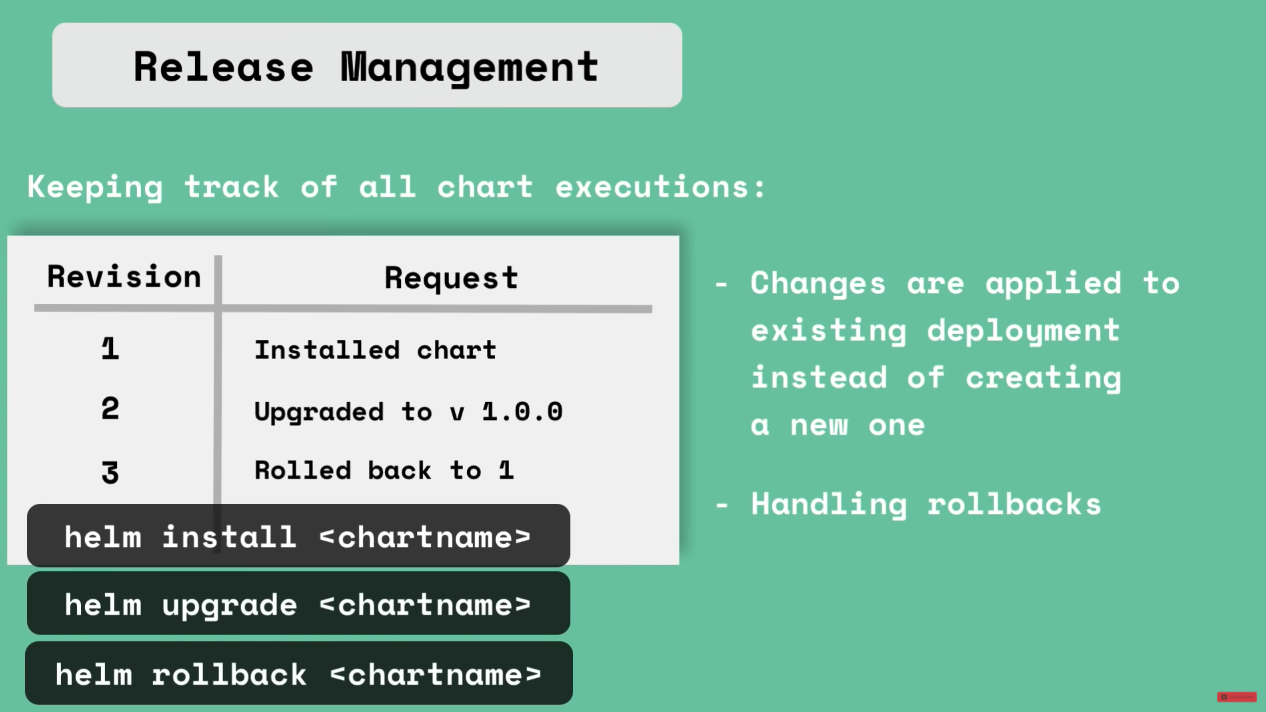 Release Management
Keeping track of all chart executions:
Revision Request
1 Installed chart
2 Upgraded to v 1.0.0
3 Rolled back to 1
helm install <chartname>
helm upgrade <chartname>
helm rollback <chartname>
- Changes are applied to
existing deployment
instead of creating
a new one
- Handling rollbacks